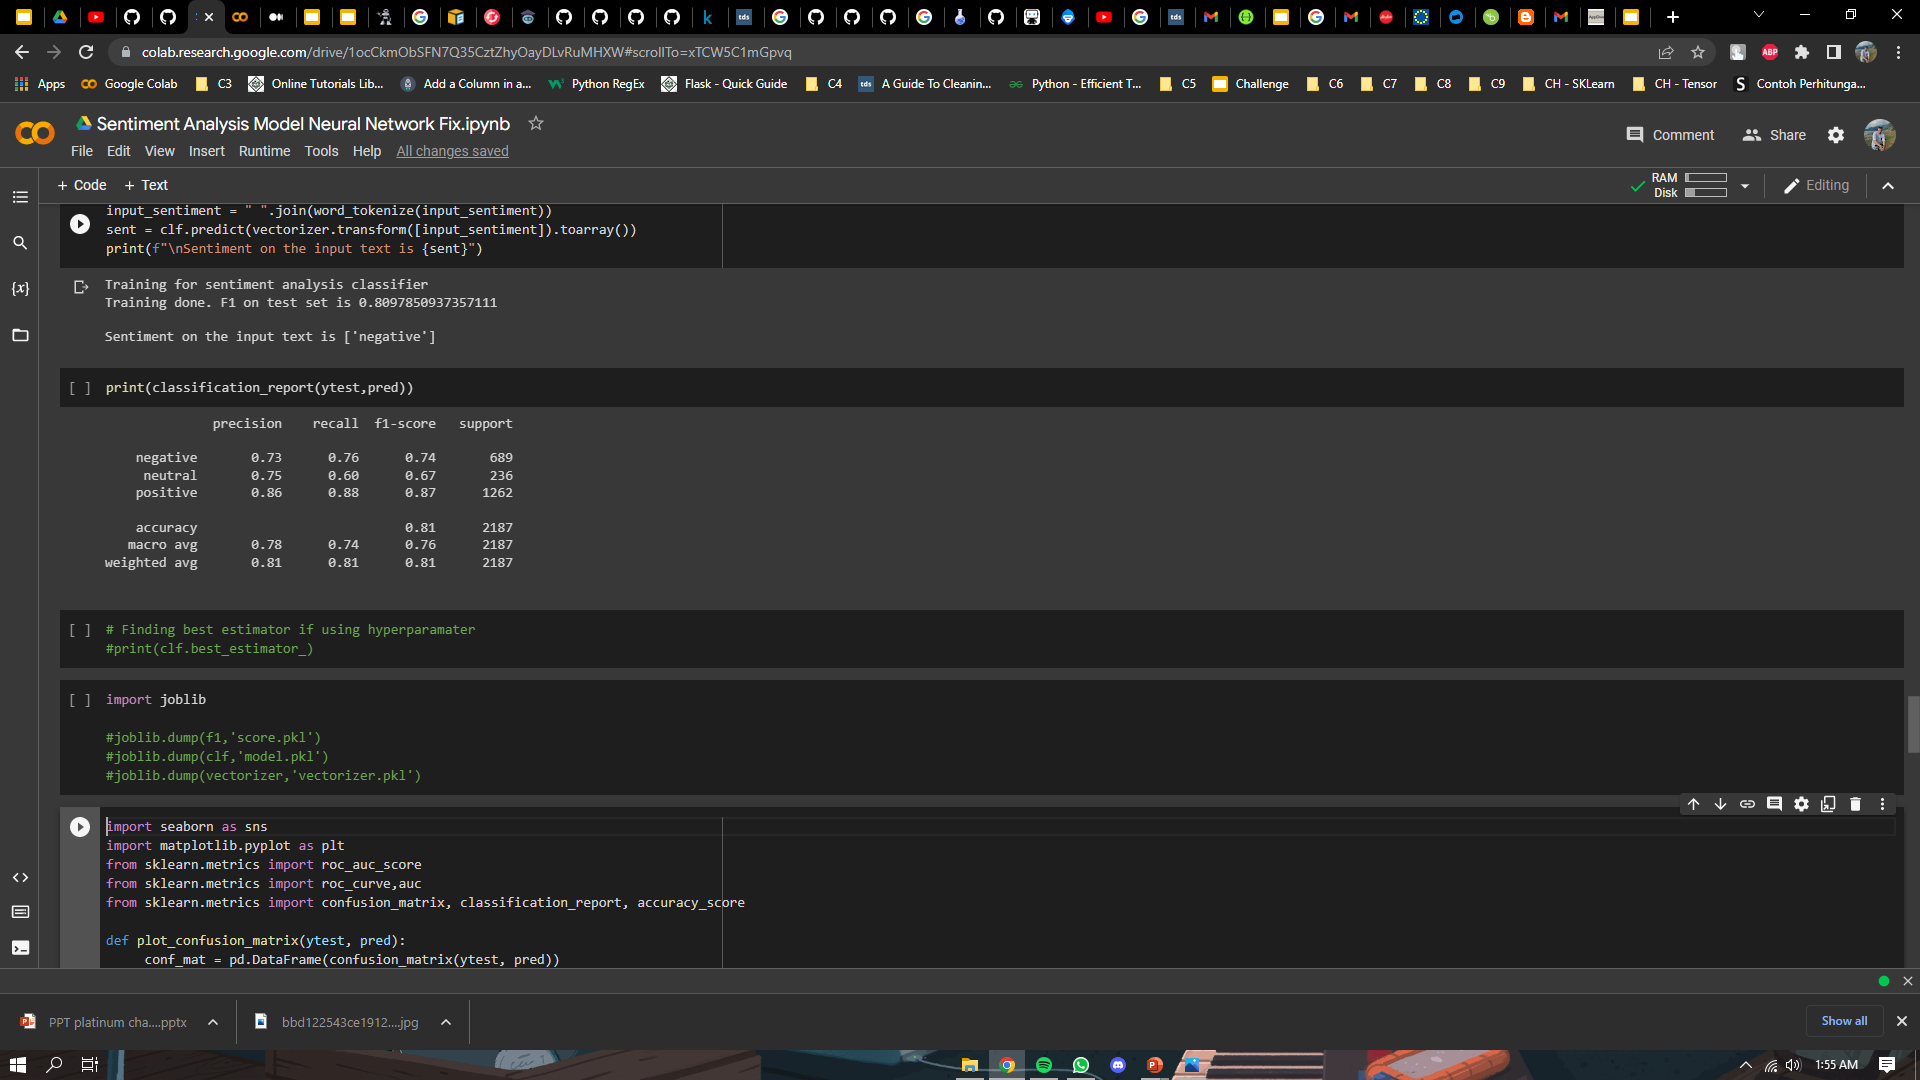 colab.research.google.com/drive/1ocCkmObSFN7Q35CztZhyOayDLvRuMHXW#scrollTo=xTCW5C1mGpvq
Apps Google Colab C3 Online Tutorials Lib... Add a Column in a... Python RegEx Flask - Quick Guide C4 A Guide To Cleanin... Python - Efficient T... C5 Challenge C6 C7 C8 C9 CH - SKLearn CH - Tensor Contoh Perhitunga...
Sentiment Analysis Model Neural Network Fix.ipynb
Comment Share
File Edit View Insert Runtime Tools Help All changes saved
+ Code + Text
RAM
Disk
Editing
input_sentiment = " ".join(word_tokenize(input_sentiment))
sent = clf.predict(vectorizer.transform([input_sentiment]).toarray())
print(f"\nSentiment on the input text is {sent}")
Training for sentiment analysis classifier
Training done. F1 on test set is 0.8097850937357111
Sentiment on the input text is ['negative']
[ ] print(classification_report(ytest,pred))
precision recall f1-score support
negative 0.73 0.76 0.74 689
neutral 0.75 0.60 0.67 236
positive 0.86 0.88 0.87 1262
accuracy 0.81 2187
macro avg 0.78 0.74 0.76 2187
weighted avg 0.81 0.81 0.81 2187
[ ] # Finding best estimator if using hyperparamater
#print(clf.best_estimator_)
[ ] import joblib
#joblib.dump(f1,'score.pkl')
#joblib.dump(clf,'model.pkl')
#joblib.dump(vectorizer,'vectorizer.pkl')
import seaborn as sns
import matplotlib.pyplot as plt
from sklearn.metrics import roc_auc_score
from sklearn.metrics import roc_curve,auc
from sklearn.metrics import confusion_matrix, classification_report, accuracy_score
def plot_confusion_matrix(ytest, pred):
conf_mat = pd.DataFrame(confusion_matrix(ytest, pred))
PPT platinum cha....pptx
bbd122543ce1912....jpg
Show all
1:55 AM